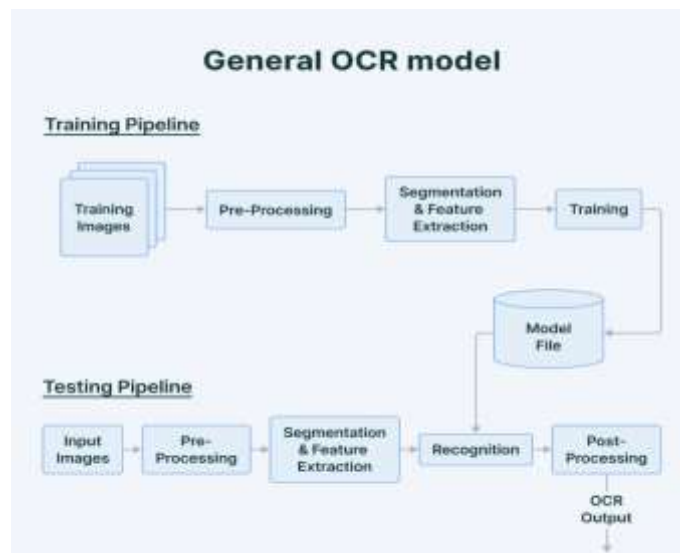 General OCR model
Training Pipeline
Training
Images
Pre-Processing
Segmentation
& Feature
Extraction
Training
Model
File
Testing Pipeline
Input
Images
Pre-
Processing
Segmentation
& Feature
Extraction
Recognition
Post-
Processing
OCR
Output